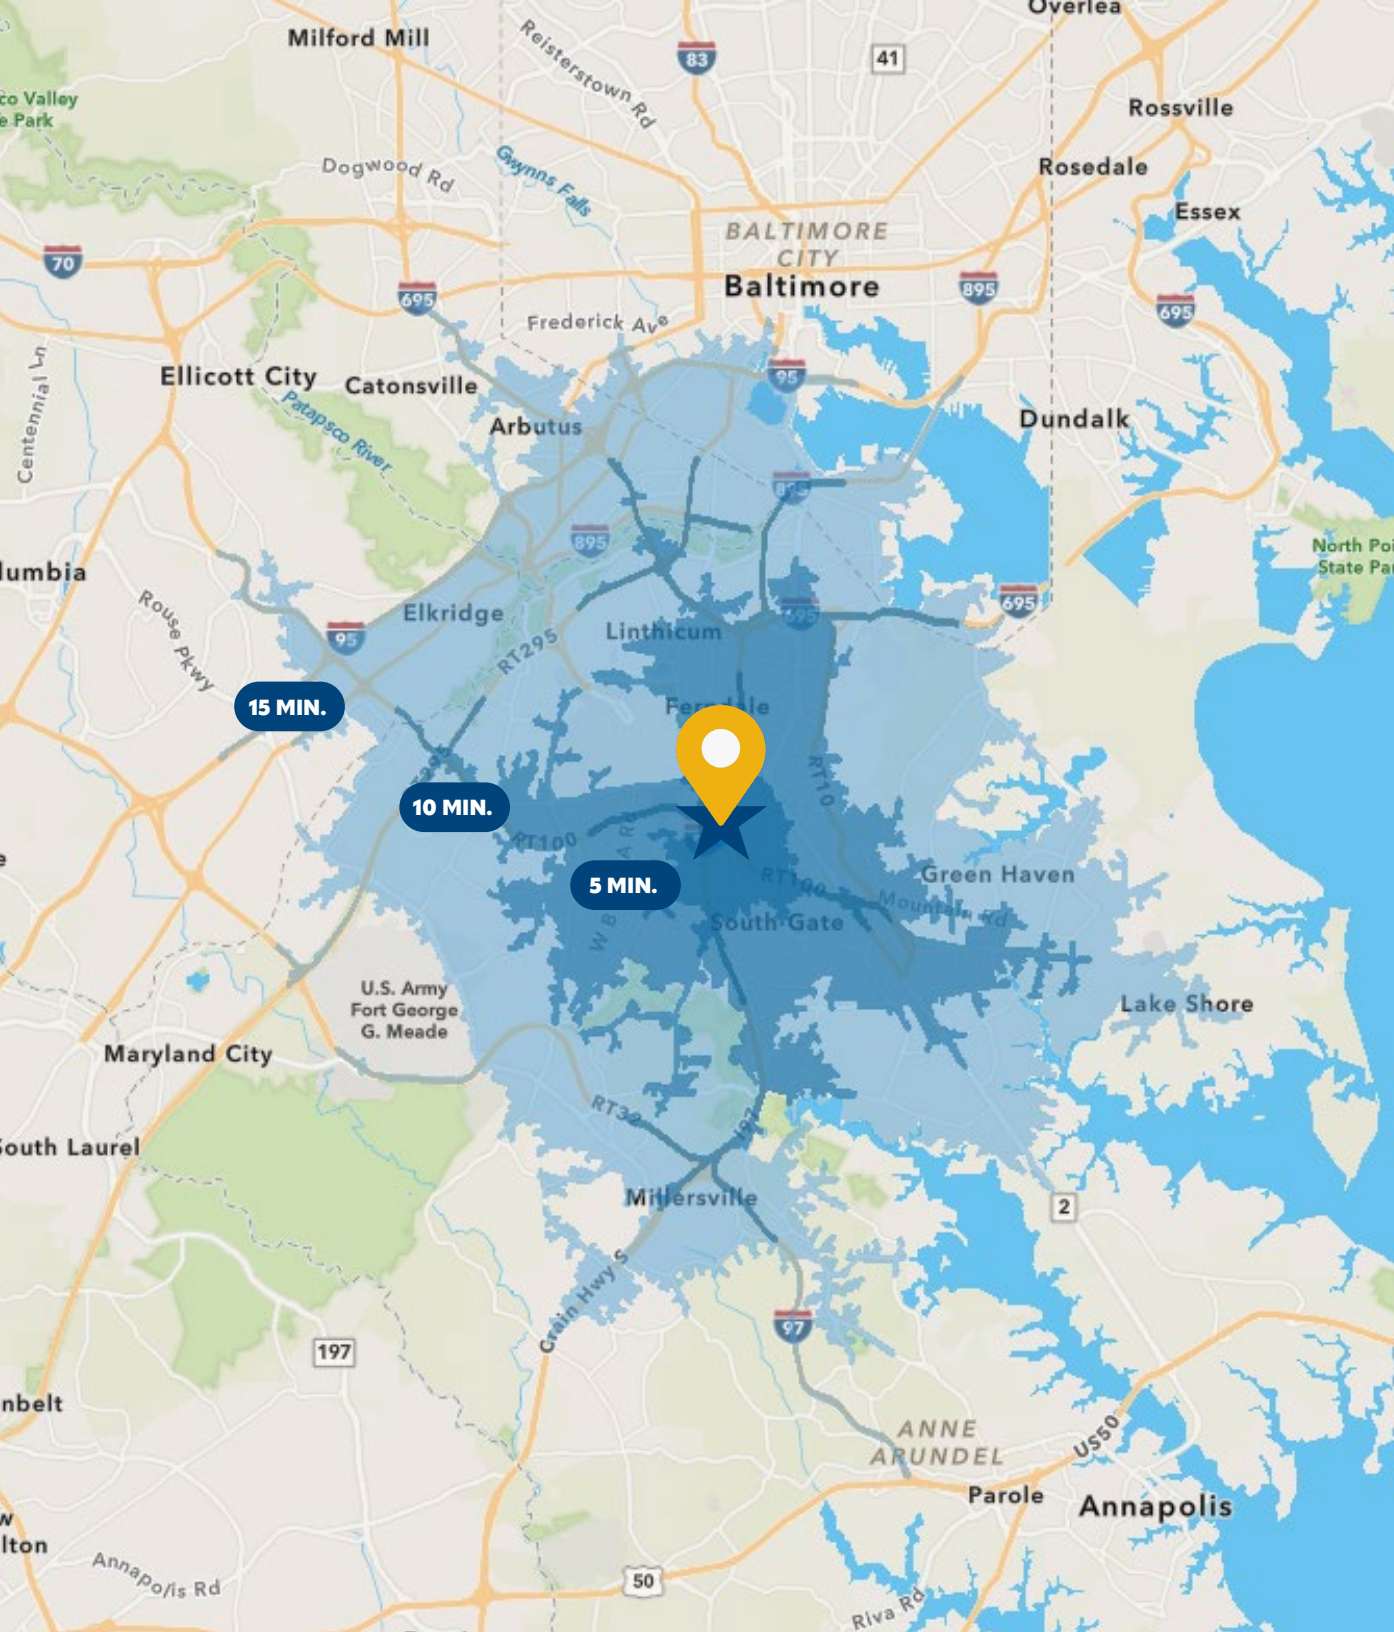 Overlea
Milford Mill
Reisterstown Rd
83
41
co Valley
e Park
Rossville
Dogwood Rd
Gwynns Falls
Rosedale
Essex
BALTIMORE
CITY
70
Baltimore
695
895
695
Frederick Ave
Centennial Ln
Ellicott City
Catonsville
95
Patapsco River
Arbutus
Dundalk
895
895
North Poi
State Pa
lumbia
Rouse Pkwy
Elkridge
695
695
95
Linthicum
RT295
15 MIN.
Ferndale
RT10
10 MIN.
RT100
5 MIN.
RT100
Green Haven
Mountain Rd
South Gate
U.S. Army
Fort George
G. Meade
Lake Shore
Maryland City
RT32
I97
South Laurel
Millersville
2
Crain Hwy S
97
197
nbelt
ANNE
ARUNDEL
US50
Parole
Annapolis
w
lton
Annapolis Rd
50
Riva Rd